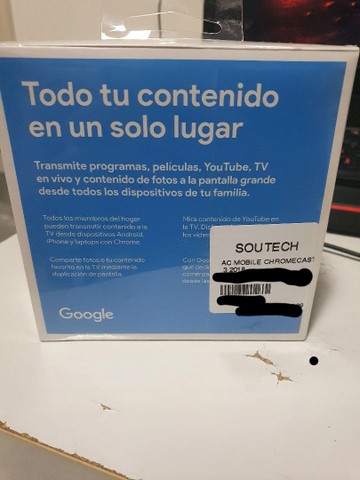 Todo tu contenido
en un solo lugar
Transmite programas, películas, YouTube, TV
en vivo y contenido de fotos a la pantalla grande
desde todos los dispositivos de tu familia.
Todos los miembros del hogar
pueden transmitir contenido a la
TV desde dispositivos Android,
iPhone y laptops con Chrome.
Mira contenido de YouTube en
la TV.
los
Comparte fotos o tu contenido
favorito en la TV mediante la
duplicación de pantalla.
Con
SOUTECH
AC MOBILE CHROMECAST
Google